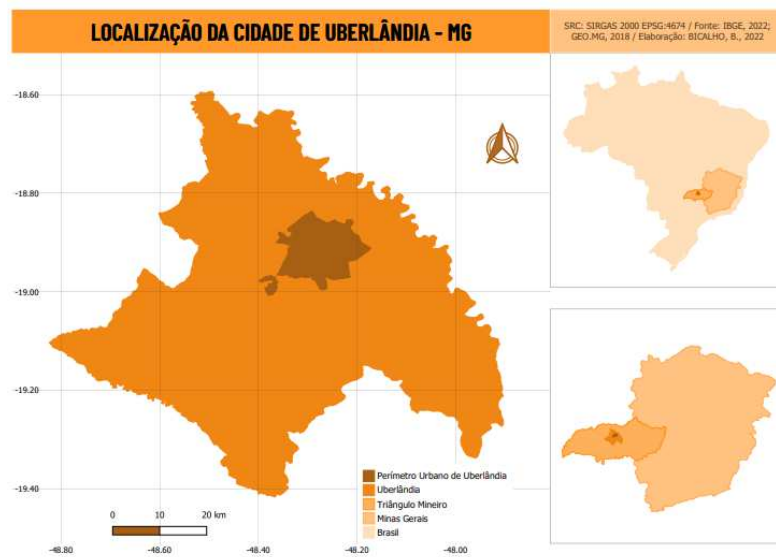 LOCALIZAÇÃO DA CIDADE DE UBERLÂNDIA - MG
SRC: SIRGAS 2000 EPSG:4674 / Fonte: IBGE, 2022;
GEO.MG, 2018 / Elaboração: BICALHO, B., 2022
-18.60
-18.80
-19.00
-19.20
-19.40
Perímetro Urbano de Uberlândia
Uberlândia
Triângulo Mineiro
Minas Gerais
Brasil
0 10 20 km
-48.80 -48.60 -48.40 -48.20 -48.00